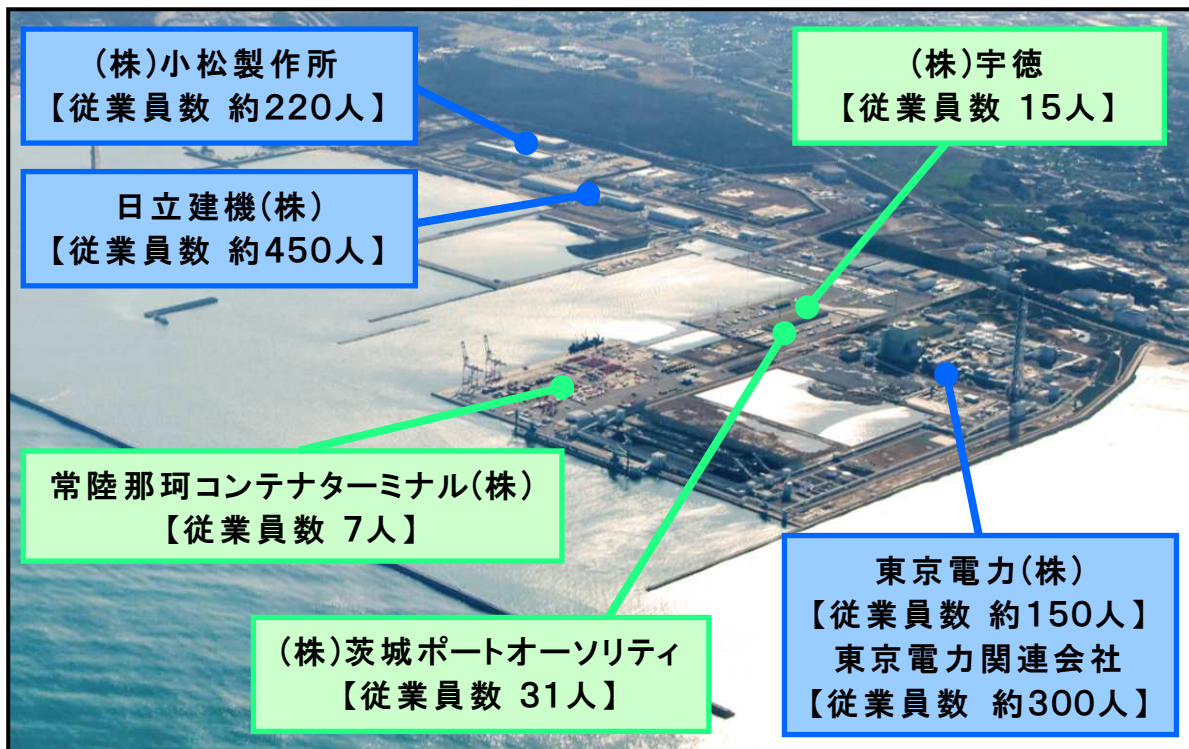 (株)小松製作所
【従業員数 約220人】
(株)宇徳
【従業員数 15人】
日立建機(株)
【従業員数 約450人】
常陸那珂コンテナターミナル(株)
【従業員数 7人】
東京電力(株)
【従業員数 約150人】
東京電力関連会社
【従業員数 約300人】
(株)茨城ポートオーソリティ
【従業員数 31人】